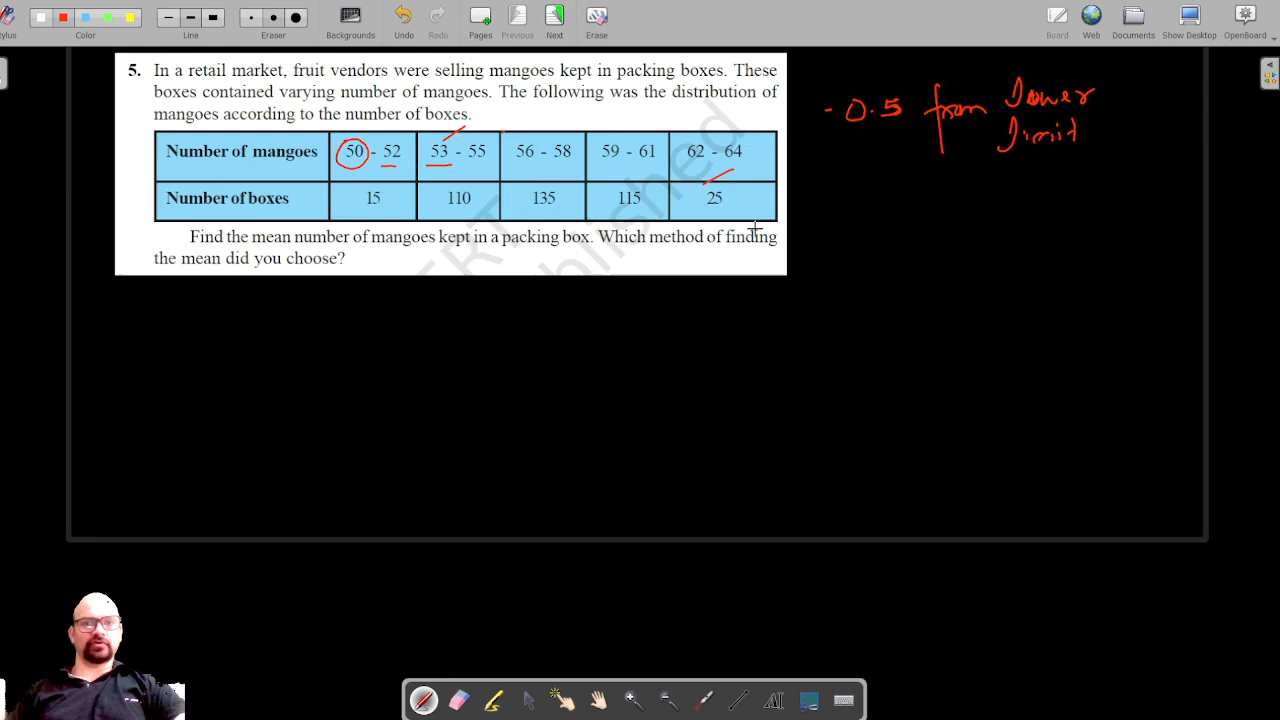 Color
Line
Eraser
Backgrounds
Undo
Redo
Pages
Previous
Next
Erase
Board
Web
Documents
Show Desktop
OpenBoard
5. In a retail market, fruit vendors were selling mangoes kept in packing boxes. These
boxes contained varying number of mangoes. The following was the distribution of
mangoes according to the number of boxes.
Number of mangoes 50 - 52 53 - 55 56 - 58 59 - 61 62 - 64
Number of boxes 15 110 135 115 25
Find the mean number of mangoes kept in a packing box. Which method of finding
the mean did you choose?
- 0.5 from Lower
Limit